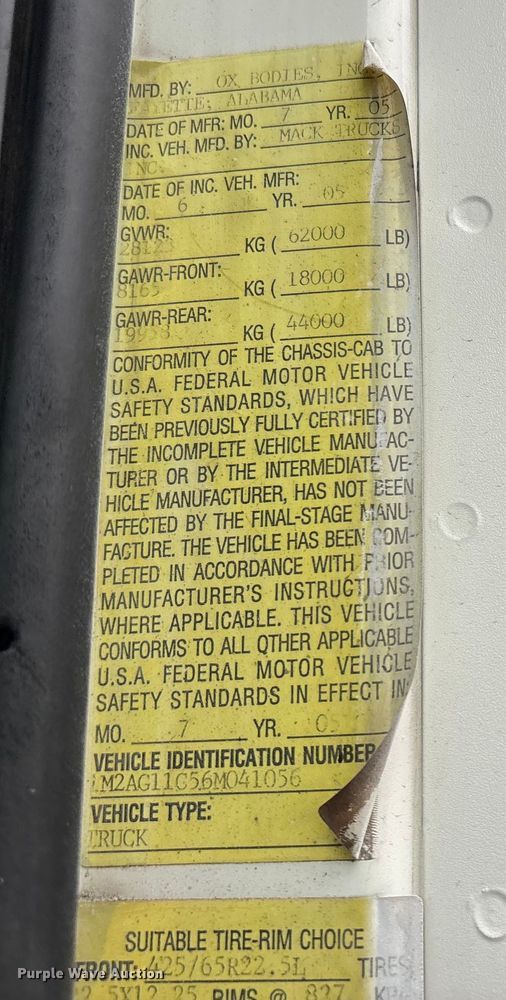 MFD. BY: OX BODIES, INC.
FAYETTE, ALABAMA
DATE OF MFR: MO. 7 YR. 05
INC. VEH. MFD. BY: MACK TRUCKS
INC.
DATE OF INC. VEH. MFR:
MO. 6 YR. 05
GVWR:
KG ( 62000 LB)
GAWR-FRONT:
8165 KG ( 18000 LB)
GAWR-REAR:
KG ( 44000 LB)
CONFORMITY OF THE CHASSIS-CAB TO
U.S.A. FEDERAL MOTOR VEHICLE
SAFETY STANDARDS, WHICH HAVE
BEEN PREVIOUSLY FULLY CERTIFIED BY
THE INCOMPLETE VEHICLE MANUFAC-
TURER OR BY THE INTERMEDIATE VE-
HICLE MANUFACTURER, HAS NOT BEEN
AFFECTED BY THE FINAL-STAGE MANU-
FACTURE. THE VEHICLE HAS BEEN COM-
PLETED IN ACCORDANCE WITH PRIOR
MANUFACTURER'S INSTRUCTIONS,
WHERE APPLICABLE. THIS VEHICLE
CONFORMS TO ALL OTHER APPLICABLE
U.S.A. FEDERAL MOTOR VEHICLE
SAFETY STANDARDS IN EFFECT IN:
MO. 7 YR. 05
VEHICLE IDENTIFICATION NUMBER
1M2AG11C56M041056
VEHICLE TYPE:
TRUCK
SUITABLE TIRE-RIM CHOICE
FRONT: 425/65R22.5L TIRES
RIMS @ 827
Purple Wave Auction